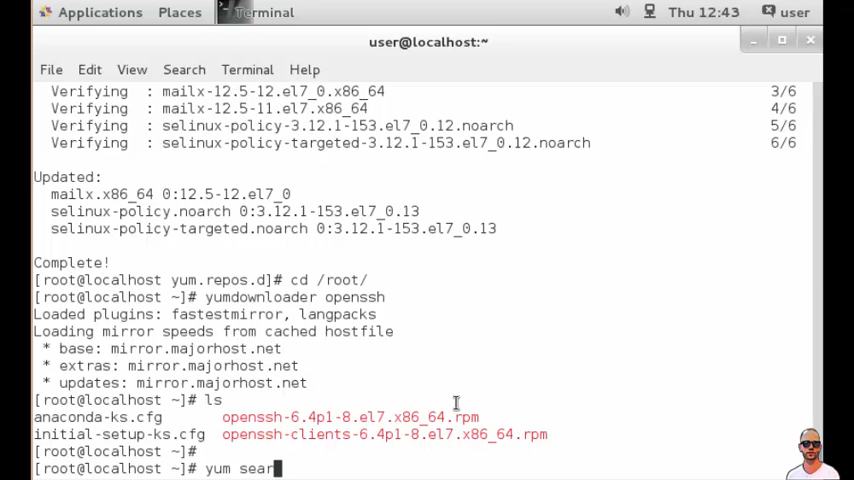 Applications Places Terminal Thu 12:43 user
user@localhost:~
File Edit View Search Terminal Help
Verifying : mailx-12.5-12.el7_0.x86_64 3/6
Verifying : mailx-12.5-11.el7.x86_64 4/6
Verifying : selinux-policy-3.12.1-153.el7_0.12.noarch 5/6
Verifying : selinux-policy-targeted-3.12.1-153.el7_0.12.noarch 6/6
Updated:
mailx.x86_64 0:12.5-12.el7_0
selinux-policy.noarch 0:3.12.1-153.el7_0.13
selinux-policy-targeted.noarch 0:3.12.1-153.el7_0.13
Complete!
[root@localhost yum.repos.d]# cd /root/
[root@localhost ~]# yumdownloader openssh
Loaded plugins: fastestmirror, langpacks
Loading mirror speeds from cached hostfile
* base: mirror.majorhost.net
* extras: mirror.majorhost.net
* updates: mirror.majorhost.net
[root@localhost ~]# ls
anaconda-ks.cfg openssh-6.4p1-8.el7.x86_64.rpm
initial-setup-ks.cfg openssh-clients-6.4p1-8.el7.x86_64.rpm
[root@localhost ~]#
[root@localhost ~]# yum sear